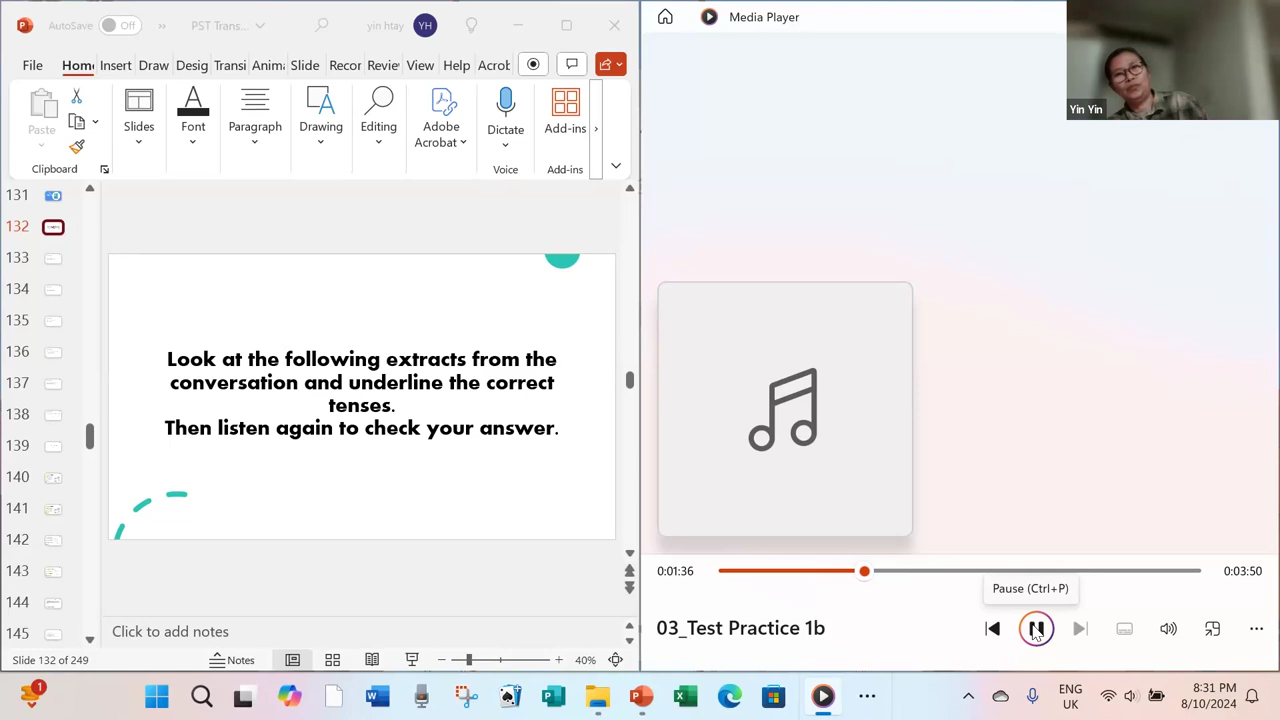 AutoSave Off » PST Trans... yin htay YH
File Home Insert Draw Desig Transi Anima Slide Recor Review View Help Acrob
Paste Slides Font Paragraph Drawing Editing Adobe Acrobat Dictate Add-ins
Clipboard Voice Add-ins
131
132
133
134
135
136
137
138
139
140
141
142
143
144
145
Look at the following extracts from the
conversation and underline the correct
tenses.
Then listen again to check your answer.
Click to add notes
Slide 132 of 249 Notes 40%
Media Player
Yin Yin
0:01:36 0:03:50
Pause (Ctrl+P)
03_Test Practice 1b
1
ENG
UK
8:31 PM
8/10/2024